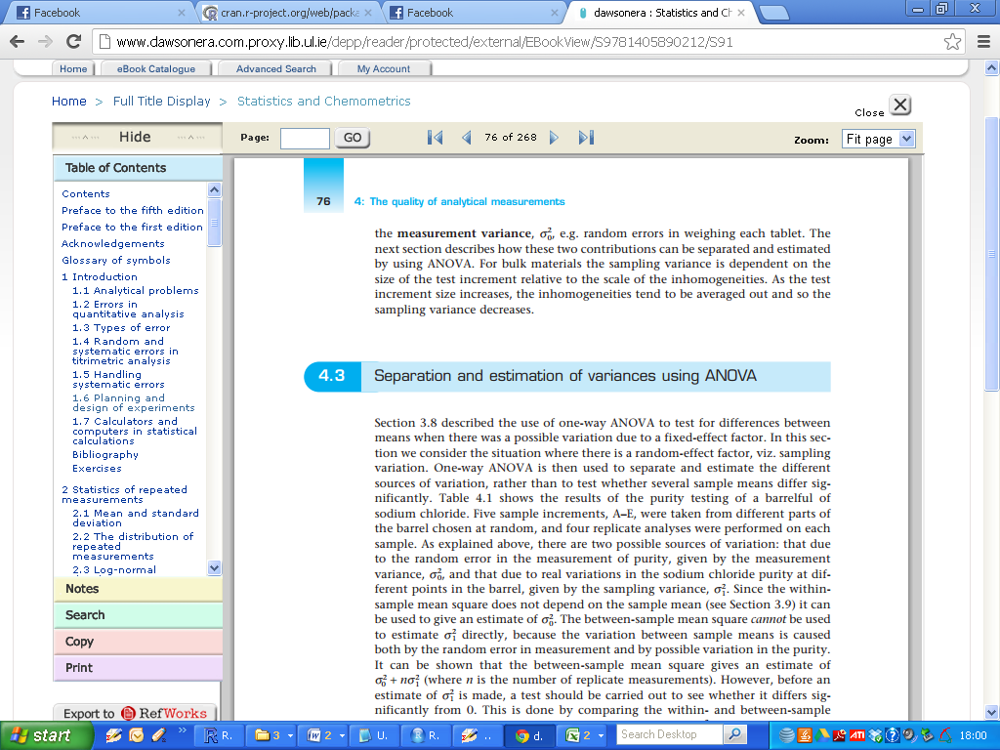 Facebook
cran.r-project.org/web/packa
Facebook
dawsonera : Statistics and Ch
www.dawsonera.com.proxy.lib.ul.ie/depp/reader/protected/external/EBookView/S9781405890212/S91
Home eBook Catalogue Advanced Search My Account
Home > Full Title Display > Statistics and Chemometrics
Close
Hide
Page: GO 76 of 268 Zoom: Fit page
Table of Contents
Contents
Preface to the fifth edition
Preface to the first edition
Acknowledgements
Glossary of symbols
1 Introduction
1.1 Analytical problems
1.2 Errors in
quantitative analysis
1.3 Types of error
1.4 Random and
systematic errors in
titrimetric analysis
1.5 Handling
systematic errors
1.6 Planning and
design of experiments
1.7 Calculators and
computers in statistical
calculations
Bibliography
Exercises
2 Statistics of repeated
measurements
2.1 Mean and standard
deviation
2.2 The distribution of
repeated
measurements
2.3 Log-normal
Notes
Search
Copy
Print
Export to RefWorks
76 4: The quality of analytical measurements
the measurement variance, σ₀², e.g. random errors in weighing each tablet. The
next section describes how these two contributions can be separated and estimated
by using ANOVA. For bulk materials the sampling variance is dependent on the
size of the test increment relative to the scale of the inhomogeneities. As the test
increment size increases, the inhomogeneities tend to be averaged out and so the
sampling variance decreases.
4.3 Separation and estimation of variances using ANOVA
Section 3.8 described the use of one-way ANOVA to test for differences between
means when there was a possible variation due to a fixed-effect factor. In this sec-
tion we consider the situation where there is a random-effect factor, viz. sampling
variation. One-way ANOVA is then used to separate and estimate the different
sources of variation, rather than to test whether several sample means differ sig-
nificantly. Table 4.1 shows the results of the purity testing of a barrelful of
sodium chloride. Five sample increments, A–E, were taken from different parts of
the barrel chosen at random, and four replicate analyses were performed on each
sample. As explained above, there are two possible sources of variation: that due
to the random error in the measurement of purity, given by the measurement
variance, σ₀², and that due to real variations in the sodium chloride purity at dif-
ferent points in the barrel, given by the sampling variance, σ₁². Since the within-
sample mean square does not depend on the sample mean (see Section 3.9) it can
be used to give an estimate of σ₀². The between-sample mean square cannot be used
to estimate σ₁² directly, because the variation between sample means is caused
both by the random error in measurement and by possible variation in the purity.
It can be shown that the between-sample mean square gives an estimate of
σ₀² + nσ₁² (where n is the number of replicate measurements). However, before an
estimate of σ₁² is made, a test should be carried out to see whether it differs sig-
nificantly from 0. This is done by comparing the within- and between-sample
start R. 3 2 U. R. .. d. 2 Search Desktop 18:00